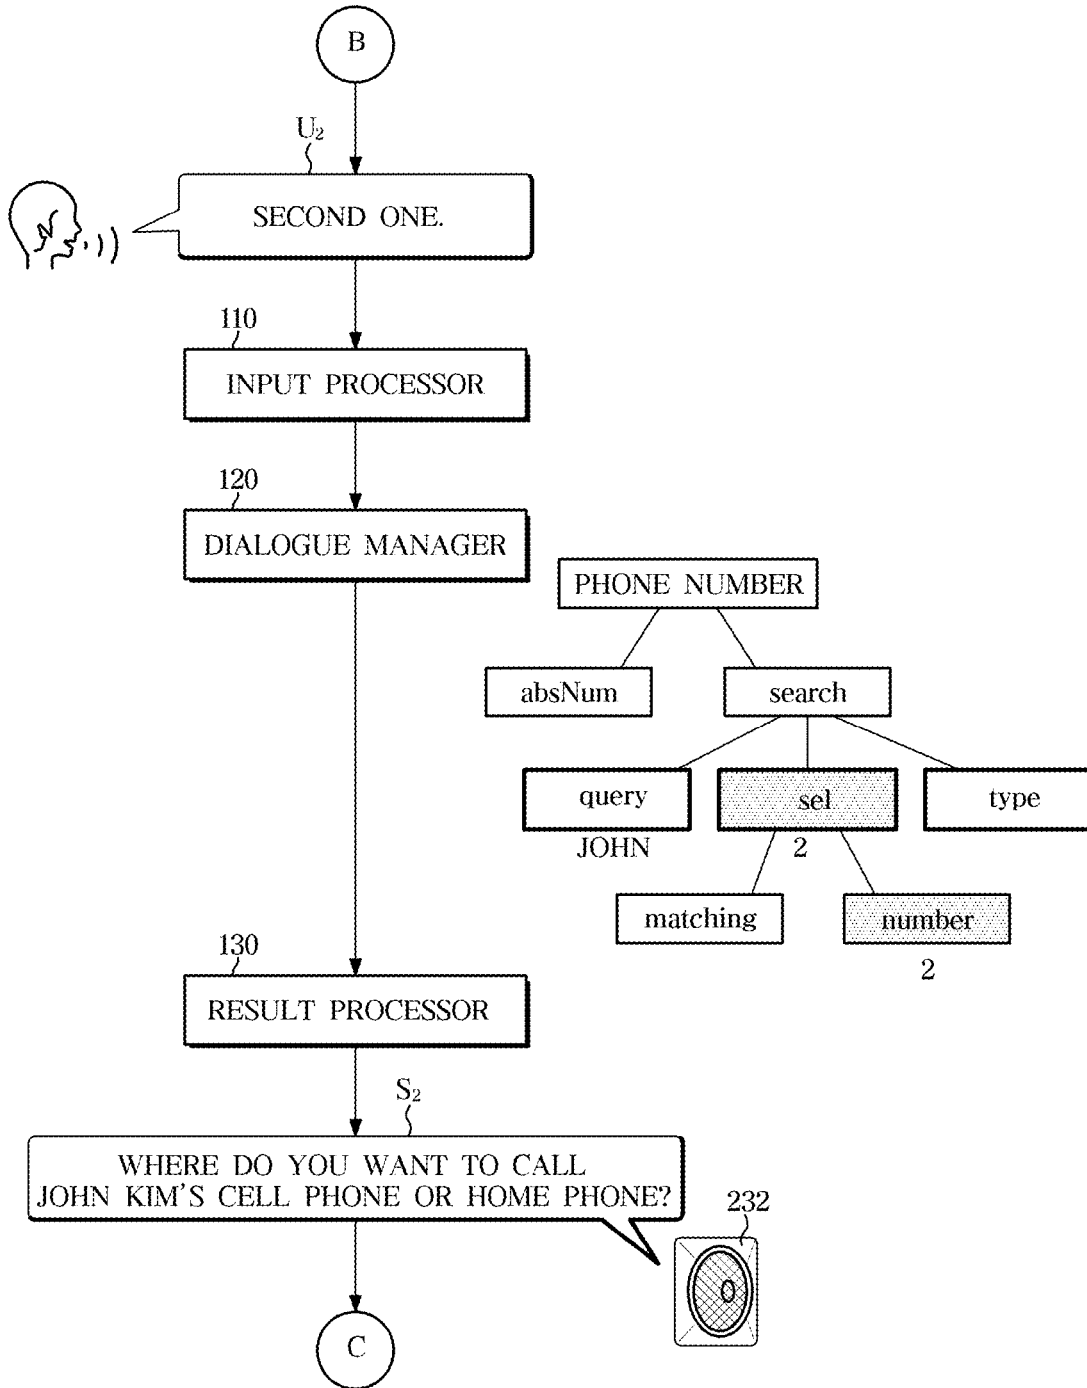 B
U₂
SECOND ONE.
110
INPUT PROCESSOR
120
DIALOGUE MANAGER
PHONE NUMBER
absNum
search
query
sel
type
JOHN
2
matching
number
2
130
RESULT PROCESSOR
S₂
WHERE DO YOU WANT TO CALL
JOHN KIM'S CELL PHONE OR HOME PHONE?
232
C